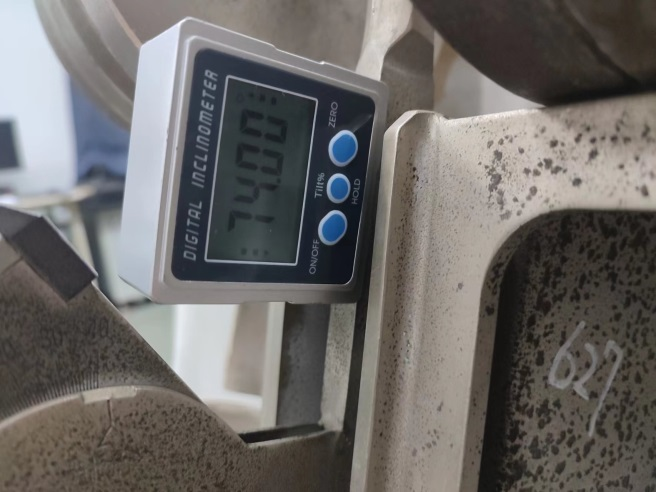 DIGITAL INCLINOMETER
74.00
ON/OFF
Tilt%
HOLD
ZERO
627